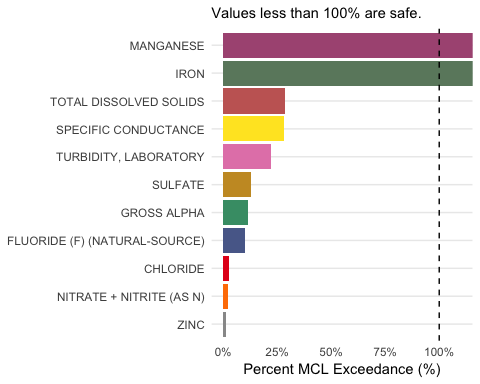 Values less than 100% are safe.
MANGANESE
IRON
TOTAL DISSOLVED SOLIDS
SPECIFIC CONDUCTANCE
TURBIDITY, LABORATORY
SULFATE
GROSS ALPHA
FLUORIDE (F) (NATURAL-SOURCE)
CHLORIDE
NITRATE + NITRITE (AS N)
ZINC
0% 25% 50% 75% 100%
Percent MCL Exceedance (%)